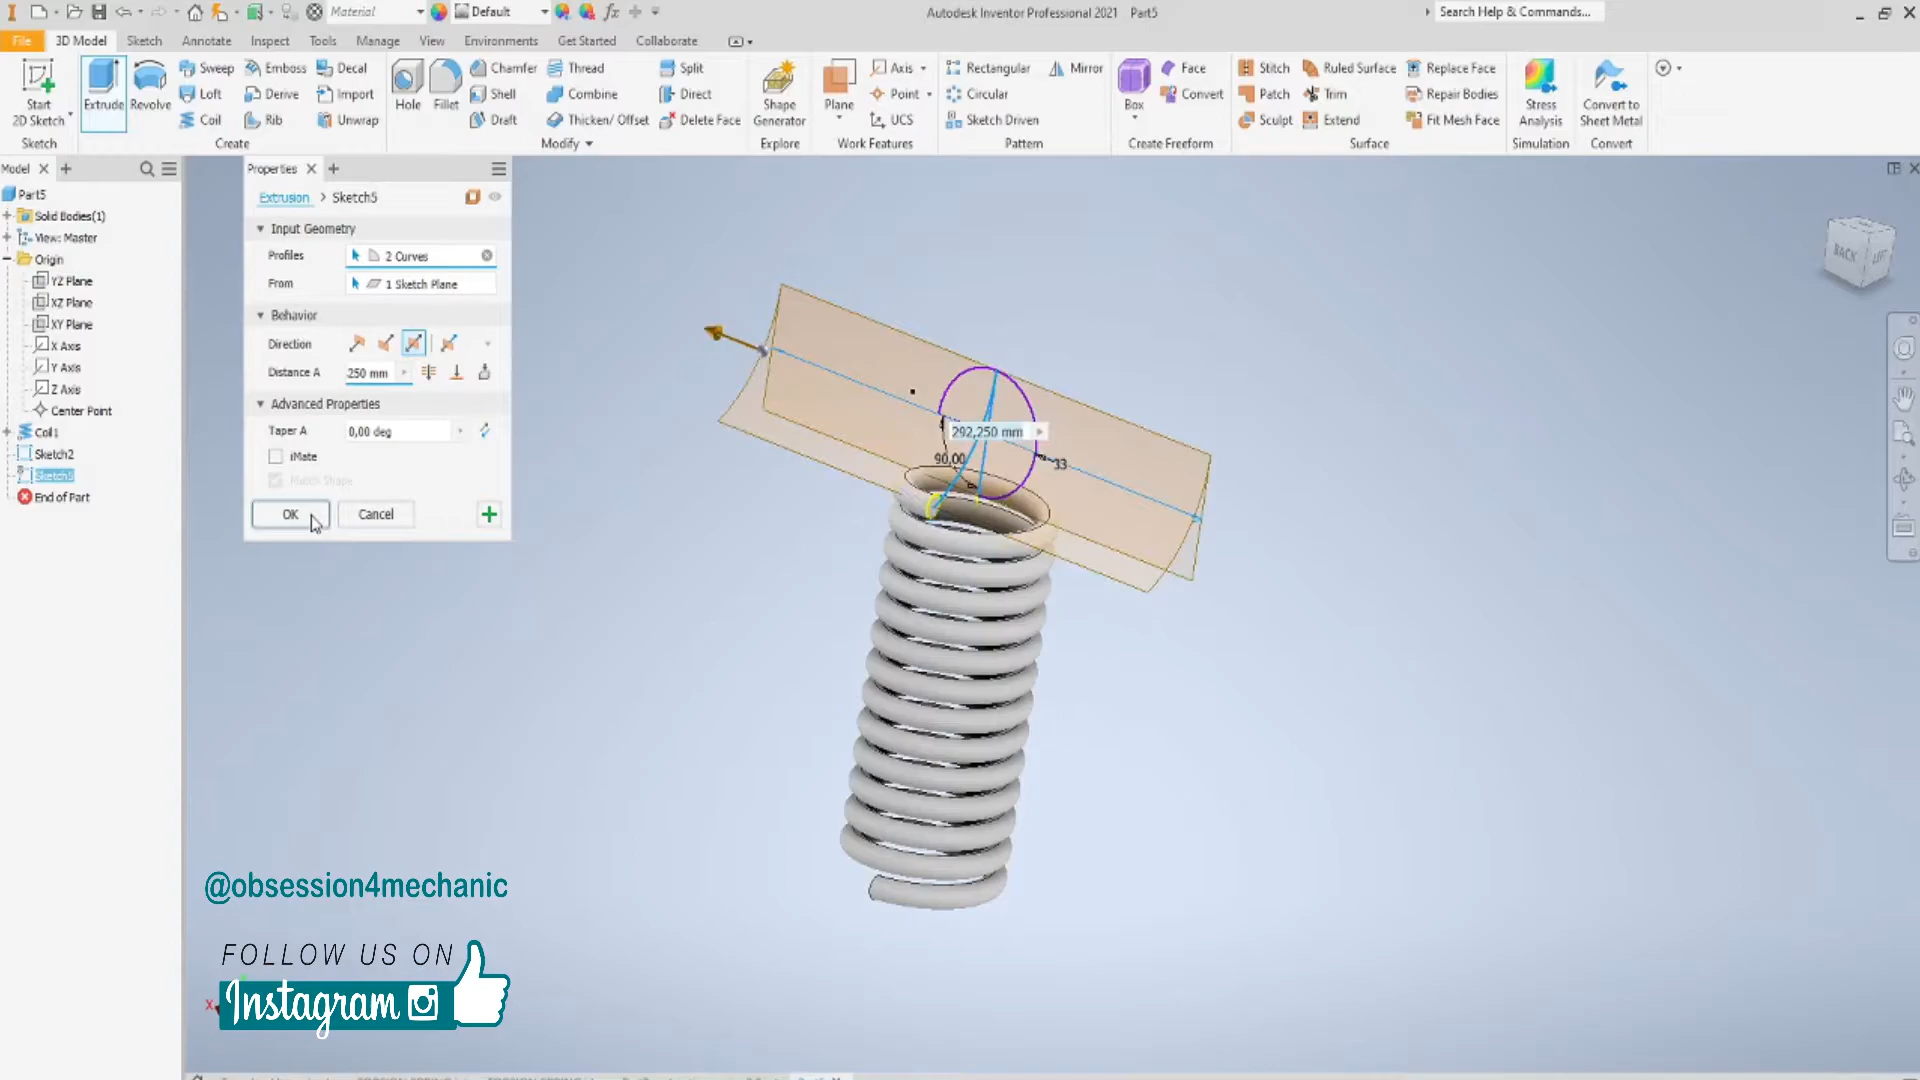 Material Default Autodesk Inventor Professional 2021 Part5 Search Help & Commands...
File 3D Model Sketch Annotate Inspect Tools Manage View Environments Get Started Collaborate
Start 2D Sketch Extrude Revolve Sweep Loft Coil Emboss Derive Rib Decal Import Unwrap Hole Fillet Chamfer Shell Draft Thread Combine Thicken/ Offset Split Direct Delete Face Shape Generator Plane Axis Point UCS Rectangular Circular Sketch Driven Mirror Box Face Convert Stitch Patch Sculpt Ruled Surface Trim Extend Replace Face Repair Bodies Fit Mesh Face Stress Analysis Convert to Sheet Metal
Sketch Create Modify Explore Work Features Pattern Create Freeform Surface Simulation Convert
Model
Part5
Solid Bodies(1)
View: Master
Origin
YZ Plane
XZ Plane
XY Plane
X Axis
Y Axis
Z Axis
Center Point
Coil1
Sketch2
Sketch5
End of Part
Properties
Extrusion > Sketch5
Input Geometry
Profiles 2 Curves
From 1 Sketch Plane
Behavior
Direction
Distance A 250 mm
Advanced Properties
Taper A 0,00 deg
iMate
Match Shape
OK Cancel
292,250 mm
90,00
33
BACK LEFT
@obsession4mechanic
FOLLOW US ON
Instagram
X